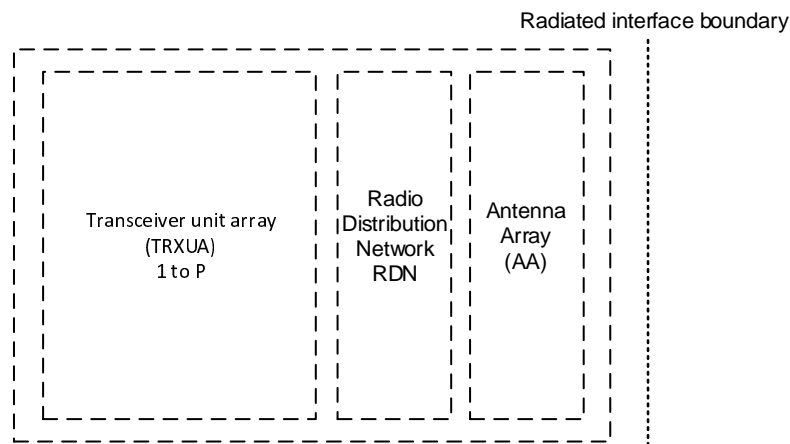 Radiated interface boundary
Transceiver unit array
(TRXUA)
1 to P
Radio
Distribution
Network
RDN
Antenna
Array
(AA)